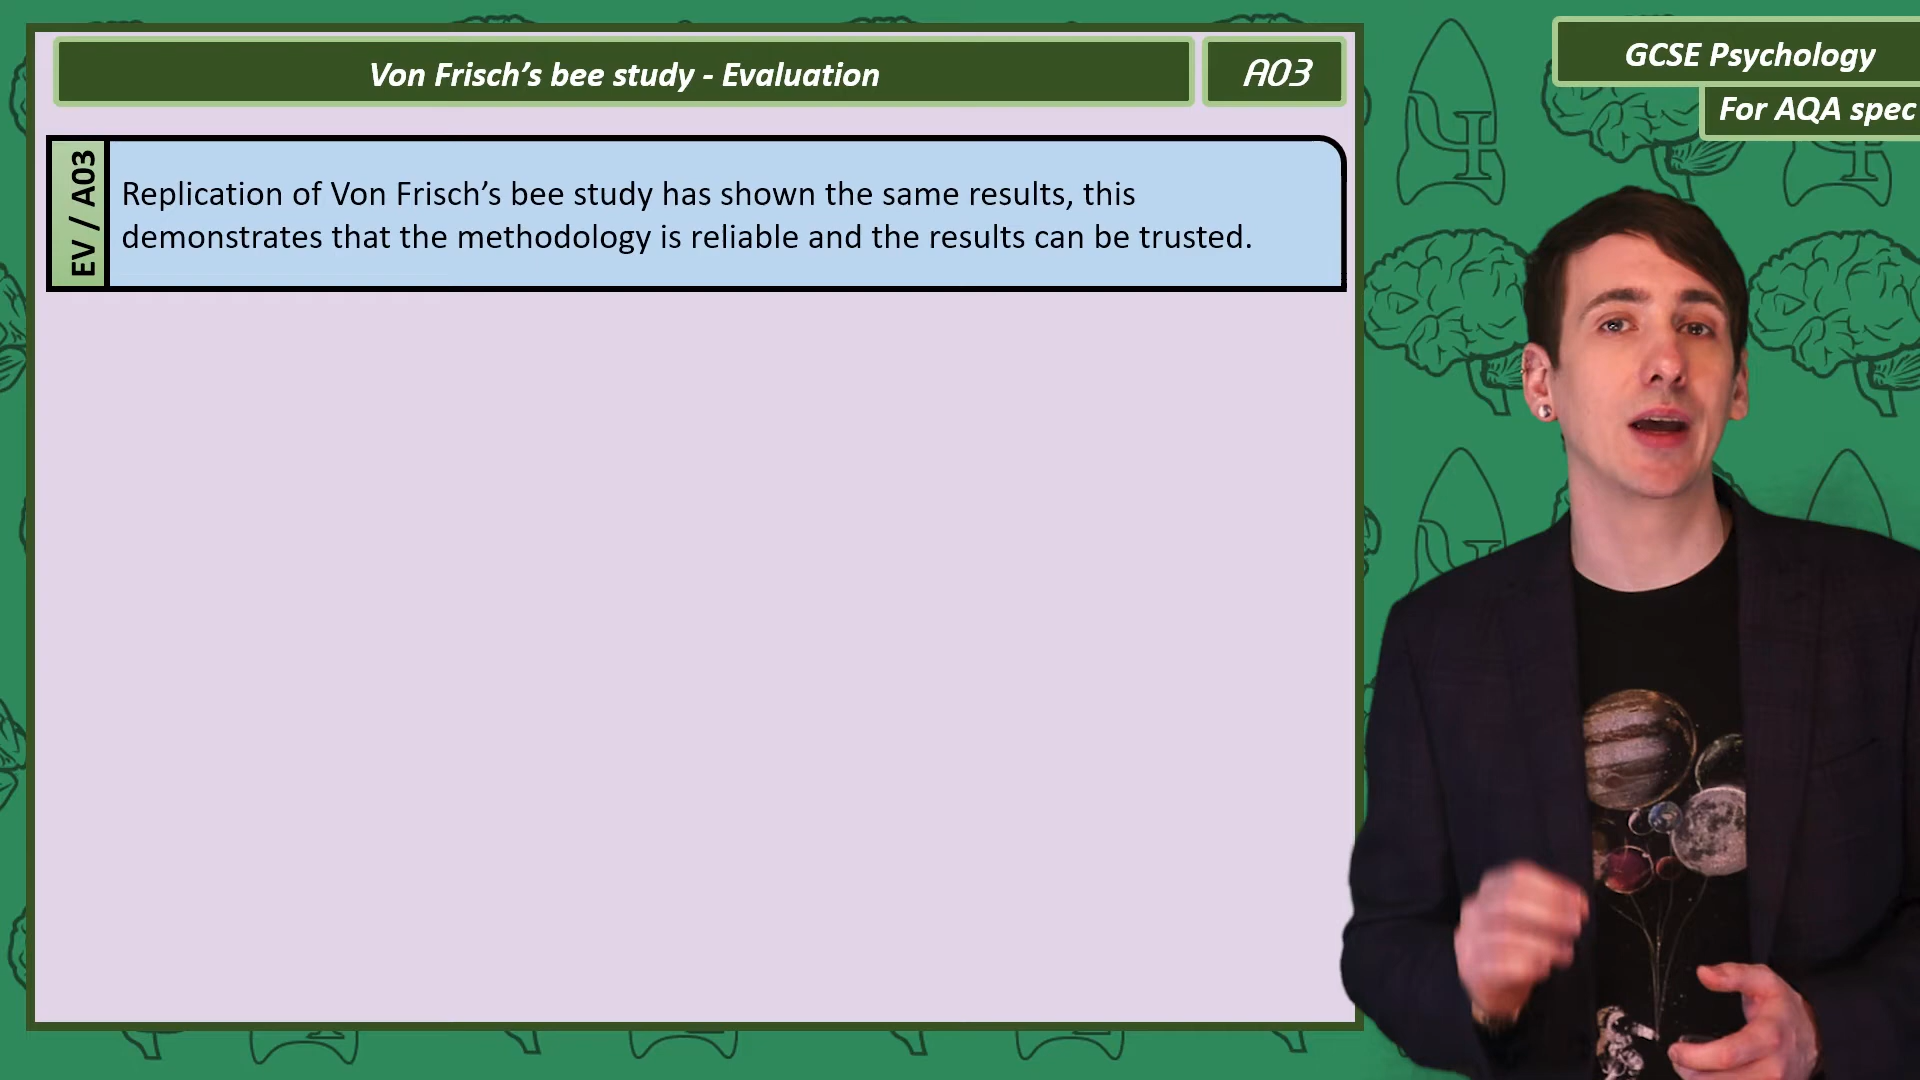 Von Frisch’s bee study - Evaluation
AO3
GCSE Psychology
For AQA spec
EV / A03
Replication of Von Frisch’s bee study has shown the same results, this
demonstrates that the methodology is reliable and the results can be trusted.